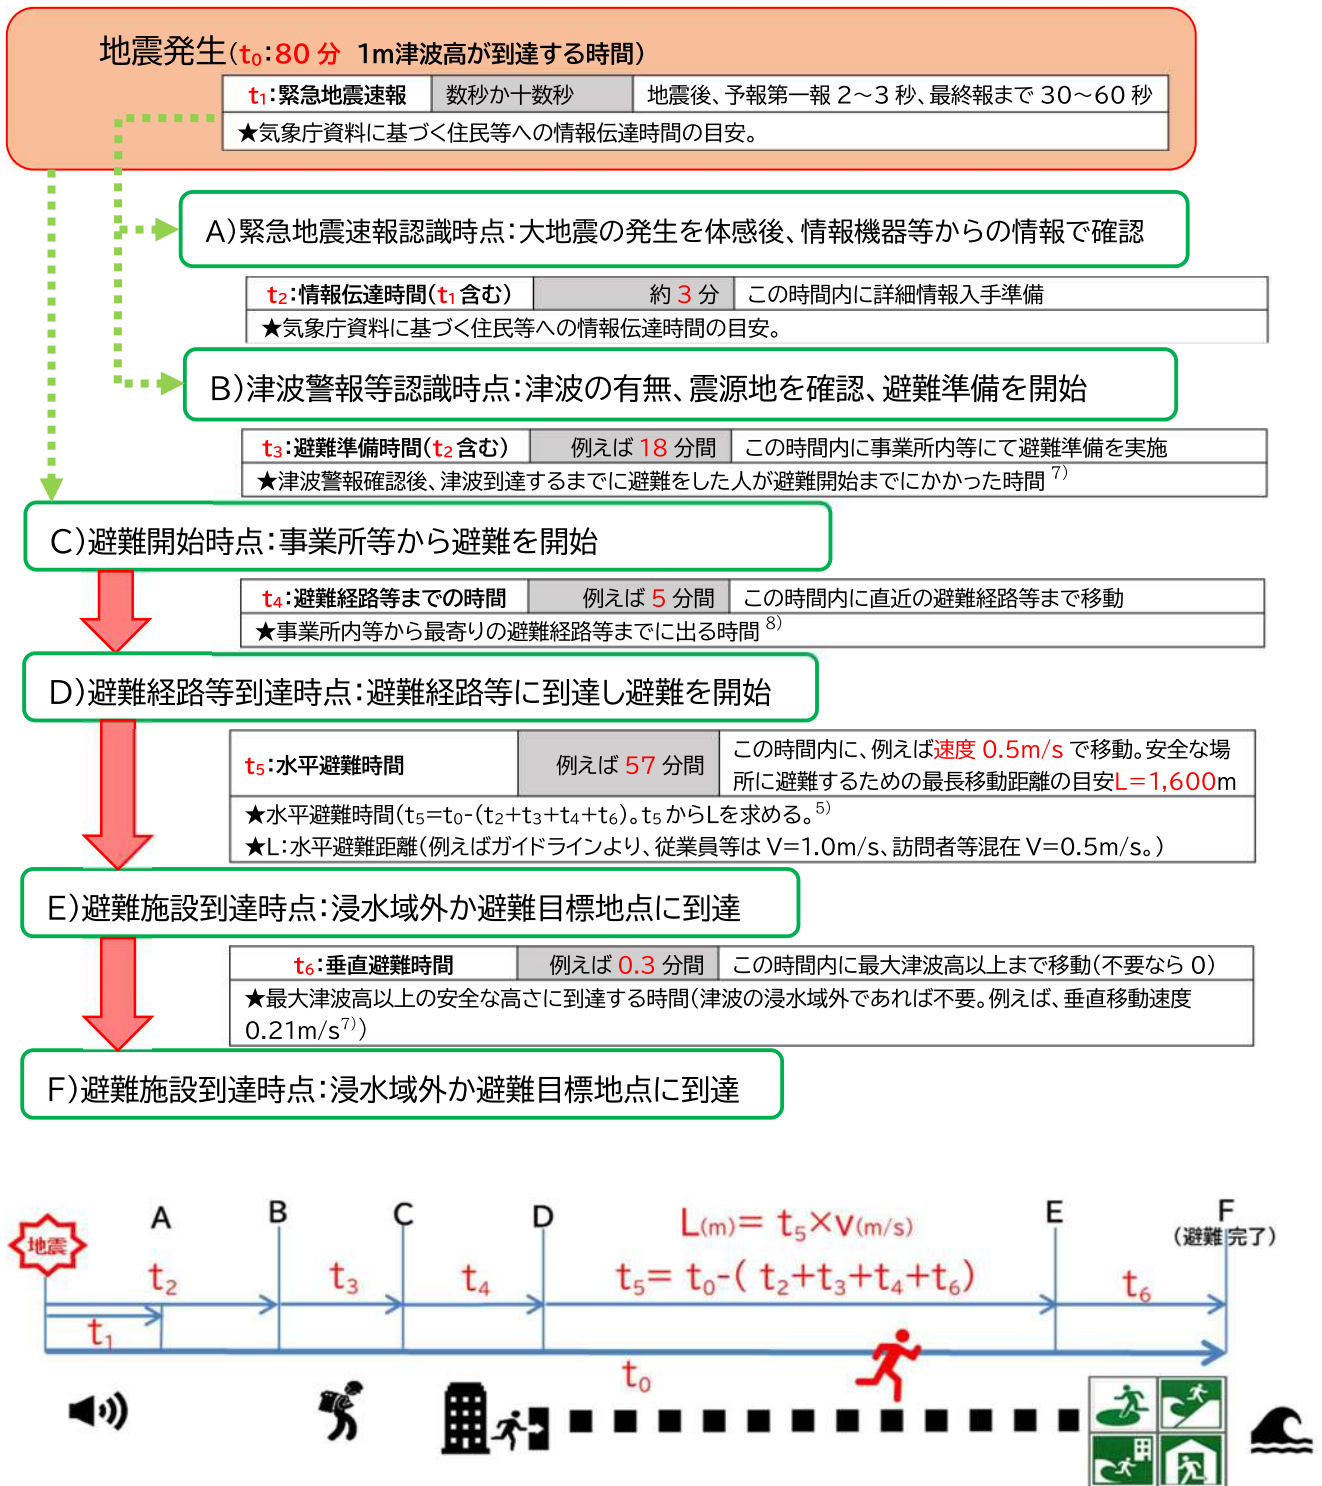 地震発生(t₀:80 分 1m津波高が到達する時間)
t₁:緊急地震速報 数秒か十数秒 地震後、予報第一報 2～3 秒、最終報まで 30～60 秒
★気象庁資料に基づく住民等への情報伝達時間の目安。
A)緊急地震速報認識時点:大地震の発生を体感後、情報機器等からの情報で確認
t₂:情報伝達時間(t₁含む) 約 3 分 この時間内に詳細情報入手準備
★気象庁資料に基づく住民等への情報伝達時間の目安。
B)津波警報等認識時点:津波の有無、震源地を確認、避難準備を開始
t₃:避難準備時間(t₂含む) 例えば 18 分間 この時間内に事業所内等にて避難準備を実施
★津波警報確認後、津波到達するまでに避難をした人が避難開始までにかかった時間 7)
C)避難開始時点:事業所等から避難を開始
t₄:避難経路等までの時間 例えば 5 分間 この時間内に直近の避難経路等まで移動
★事業所内等から最寄りの避難経路等までに出る時間 8)
D)避難経路等到達時点:避難経路等に到達し避難を開始
t₅:水平避難時間 例えば 57 分間 この時間内に、例えば速度 0.5m/s で移動。安全な場
所に避難するための最長移動距離の目安L=1,600m
★水平避難時間(t₅=t₀-(t₂+t₃+t₄+t₆)。t₅からLを求める。5)
★L:水平避難距離(例えばガイドラインより、従業員等は V=1.0m/s、訪問者等混在 V=0.5m/s。)
E)避難施設到達時点:浸水域外か避難目標地点に到達
t₆:垂直避難時間 例えば 0.3 分間 この時間内に最大津波高以上まで移動(不要なら 0)
★最大津波高以上の安全な高さに到達する時間(津波の浸水域外であれば不要。例えば、垂直移動速度
0.21m/s7))
F)避難施設到達時点:浸水域外か避難目標地点に到達
地震 A B C D L(m)= t₅×v(m/s) E F
(避難完了)
t₂ t₃ t₄ t₅= t₀-( t₂+t₃+t₄+t₆) t₆
t₁
t₀